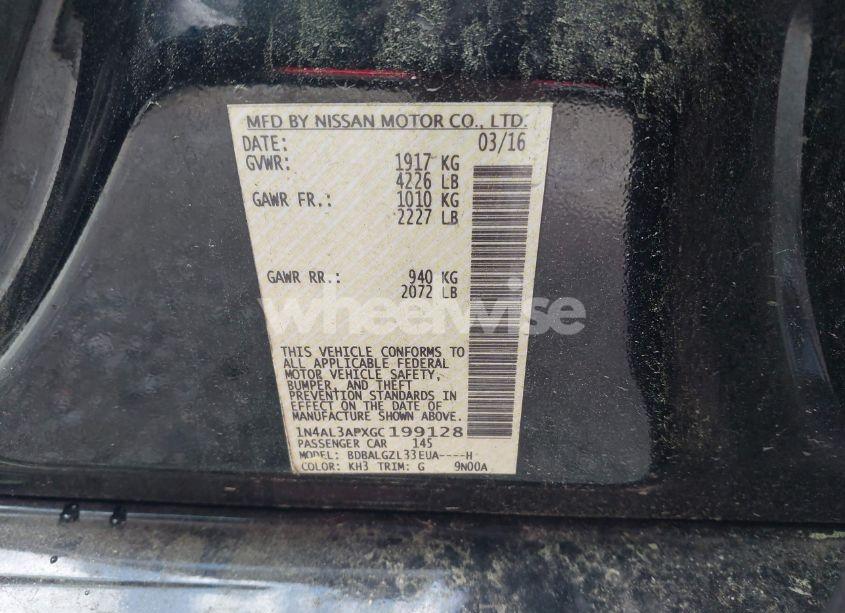 MFD BY NISSAN MOTOR CO., LTD.
DATE: 03/16
GVWR: 1917 KG
4226 LB
GAWR FR.: 1010 KG
2227 LB
GAWR RR.: 940 KG
2072 LB
wheelwise
THIS VEHICLE CONFORMS TO
ALL APPLICABLE FEDERAL
MOTOR VEHICLE SAFETY,
BUMPER, AND THEFT
PREVENTION STANDARDS IN
EFFECT ON THE DATE OF
MANUFACTURE SHOWN ABOVE.
1N4AL3APXGC199128
PASSENGER CAR 145
MODEL: BDBALGZL33EUA----H
COLOR: KH3 TRIM: G 9N00A